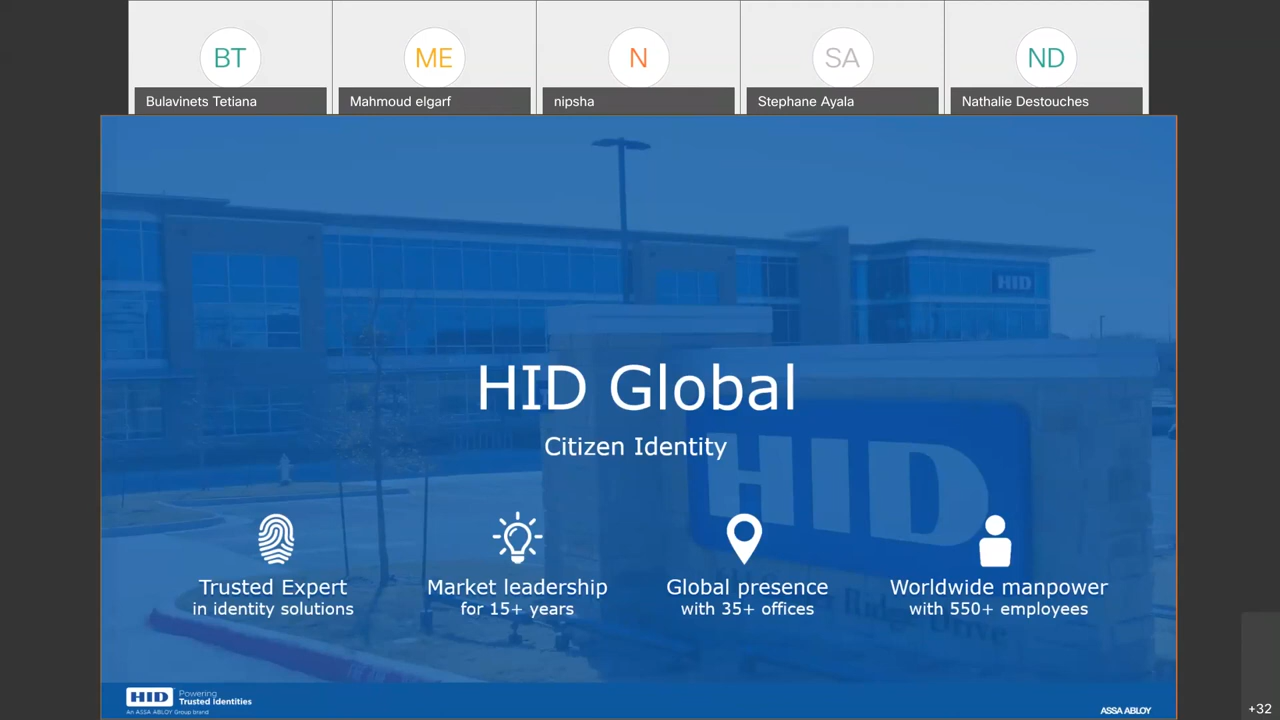 BT
ME
N
SA
ND
Bulavinets Tetiana
Mahmoud elgarf
nipsha
Stephane Ayala
Nathalie Destouches
HID
HID
HID Global
Citizen Identity
Trusted Expert
in identity solutions
Market leadership
for 15+ years
Global presence
with 35+ offices
Worldwide manpower
with 550+ employees
HID
Powering
Trusted Identities
An ASSA ABLOY Group brand
ASSA ABLOY
+32